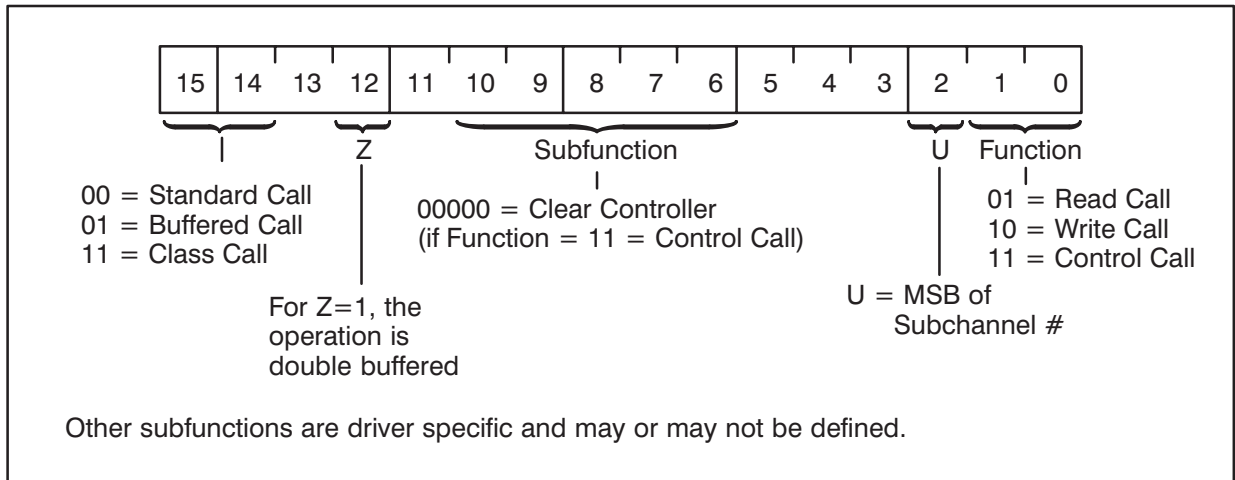 15 14 13 12 11 10 9 8 7 6 5 4 3 2 1 0
Z Subfunction U Function
00 = Standard Call
01 = Buffered Call
11 = Class Call
00000 = Clear Controller
(if Function = 11 = Control Call)
01 = Read Call
10 = Write Call
11 = Control Call
For Z=1, the
operation is
double buffered
U = MSB of
Subchannel #
Other subfunctions are driver specific and may or may not be defined.